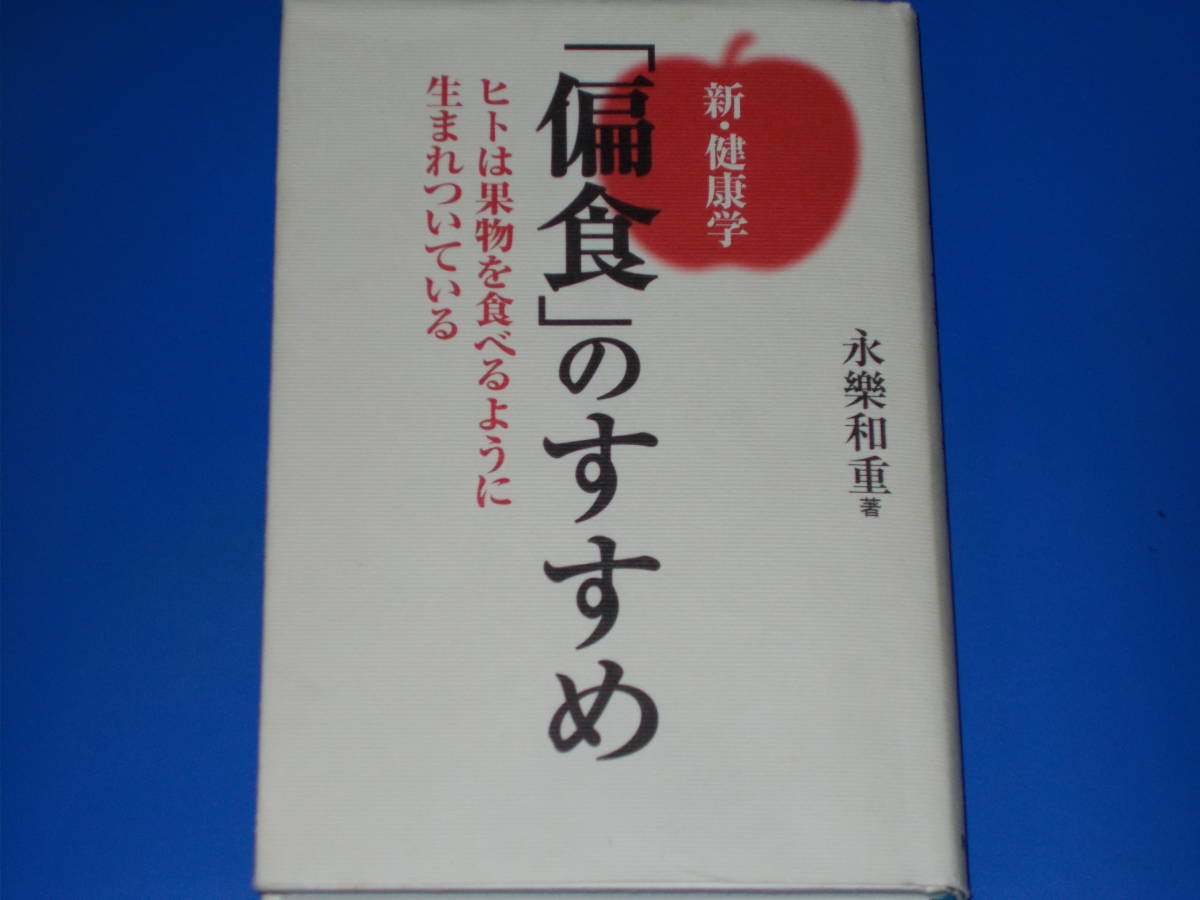 永樂和重 著
新・健康学
「偏食」のすすめ
ヒトは果物を食べるように
生まれついている